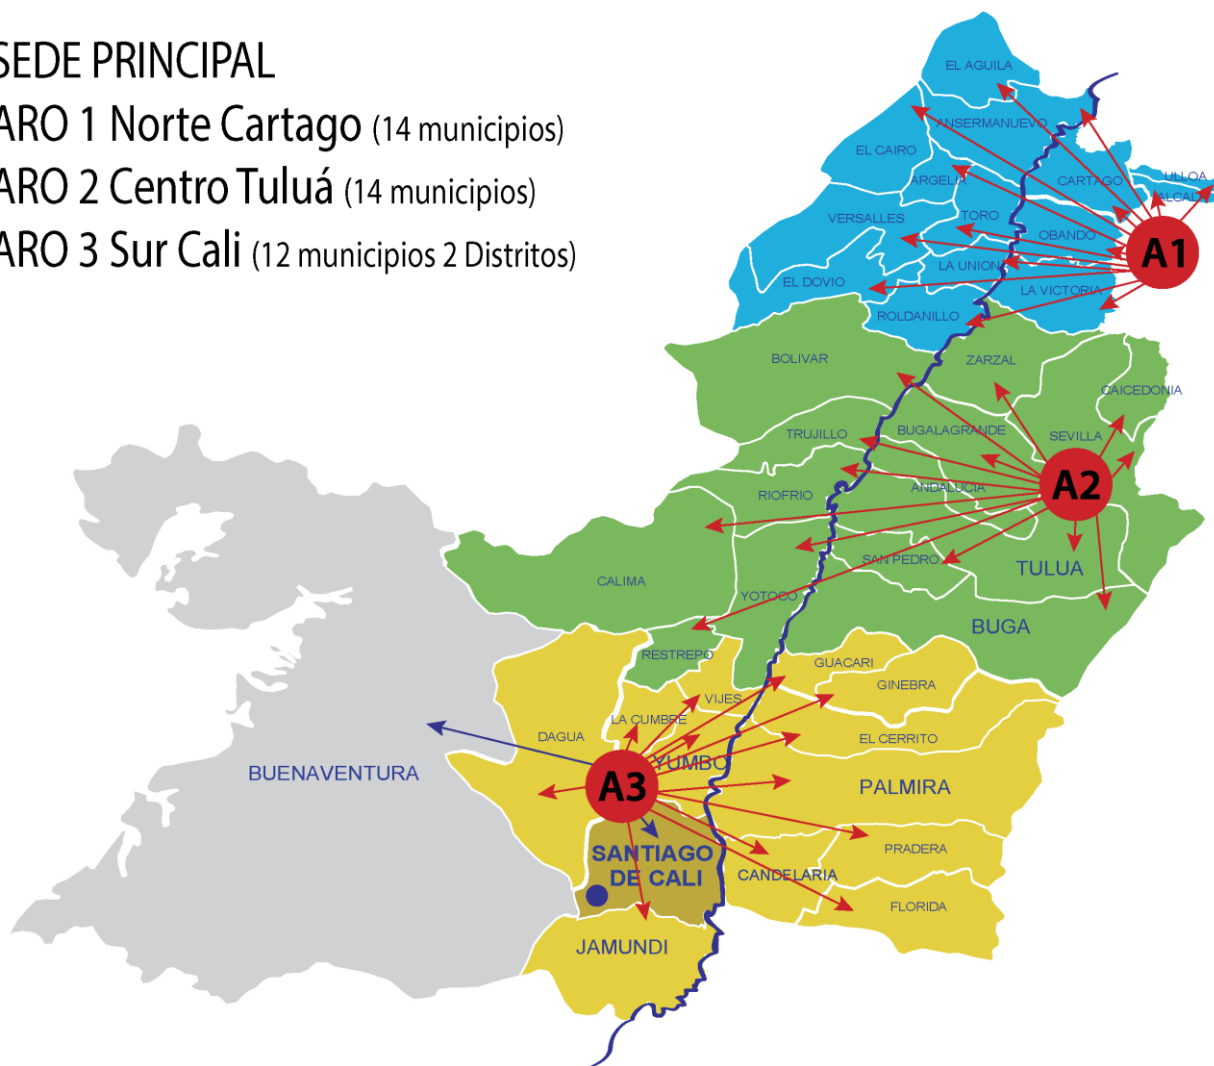 SEDE PRINCIPAL
ARO 1 Norte Cartago (14 municipios)
ARO 2 Centro Tuluá (14 municipios)
ARO 3 Sur Cali (12 municipios 2 Distritos)
EL AGUILA
ANSERMANUEVO
EL CAIRO
ARGELIA
CARTAGO
ULLOA
ALCAL
VERSALLES
TORO
OBANDO
A1
LA UNION
EL DOVIO
LA VICTORIA
ROLDANILLO
BOLIVAR
ZARZAL
CAICEDONIA
TRUJILLO
BUGALAGRANDE
SEVILLA
RIOFRIO
ANDALUCIA
A2
SAN PEDRO
TULUA
CALIMA
YOTOCO
BUGA
RESTREPO
GUACARI
GINEBRA
VIJES
LA CUMBRE
DAGUA
EL CERRITO
YUMBO
BUENAVENTURA
A3
PALMIRA
SANTIAGO
DE CALI
PRADERA
CANDELARIA
FLORIDA
JAMUNDI